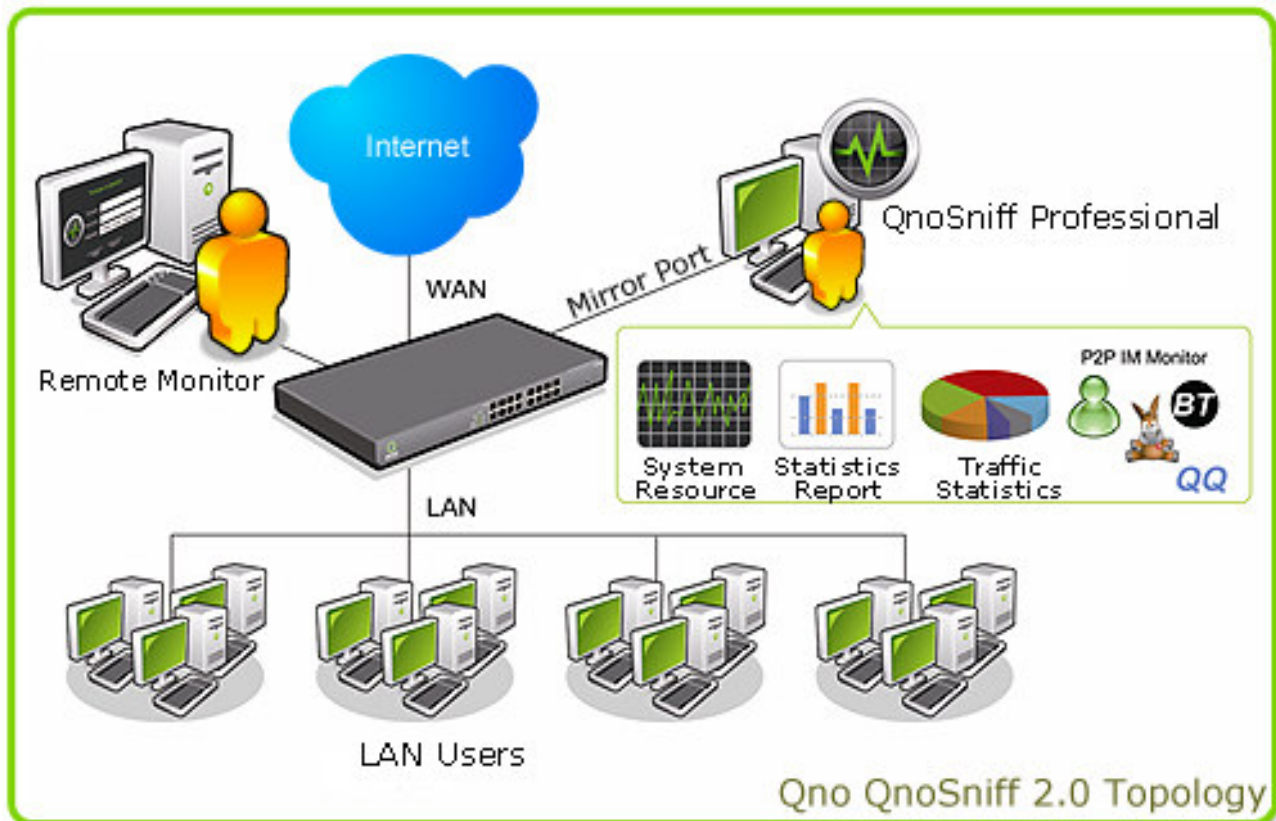 Internet
QnoSniff Professional
WAN
Mirror Port
Remote Monitor
P2P IM Monitor
BT
QQ
System
Resource
Statistics
Report
Traffic
Statistics
LAN
LAN Users
Qno QnoSniff 2.0 Topology